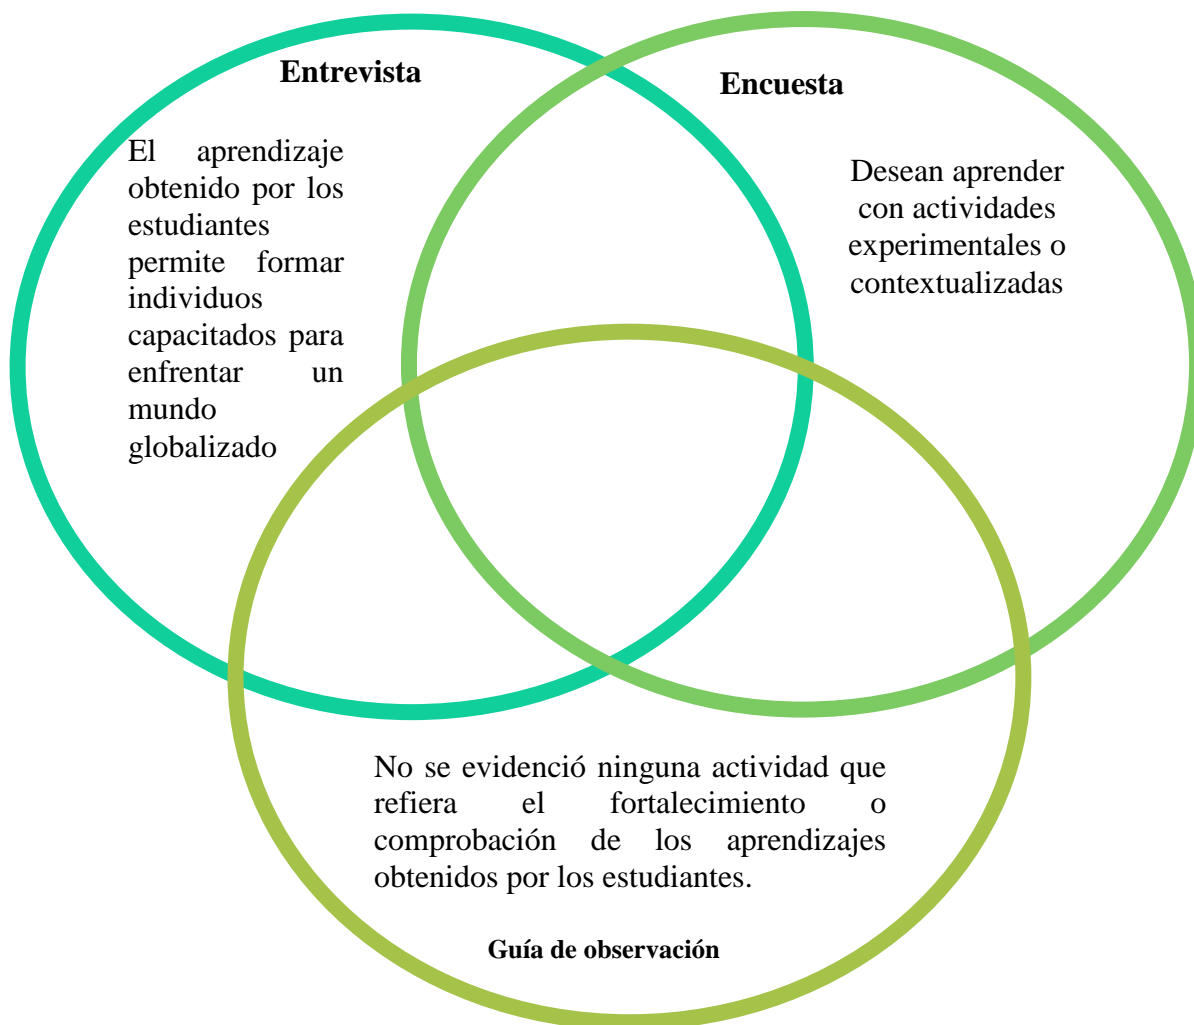 Entrevista
El aprendizaje
obtenido por los
estudiantes
permite formar
individuos
capacitados para
enfrentar un
mundo
globalizado
Encuesta
Desean aprender
con actividades
experimentales o
contextualizadas
No se evidenció ninguna actividad que
refiera el fortalecimiento o
comprobación de los aprendizajes
obtenidos por los estudiantes.
Guía de observación